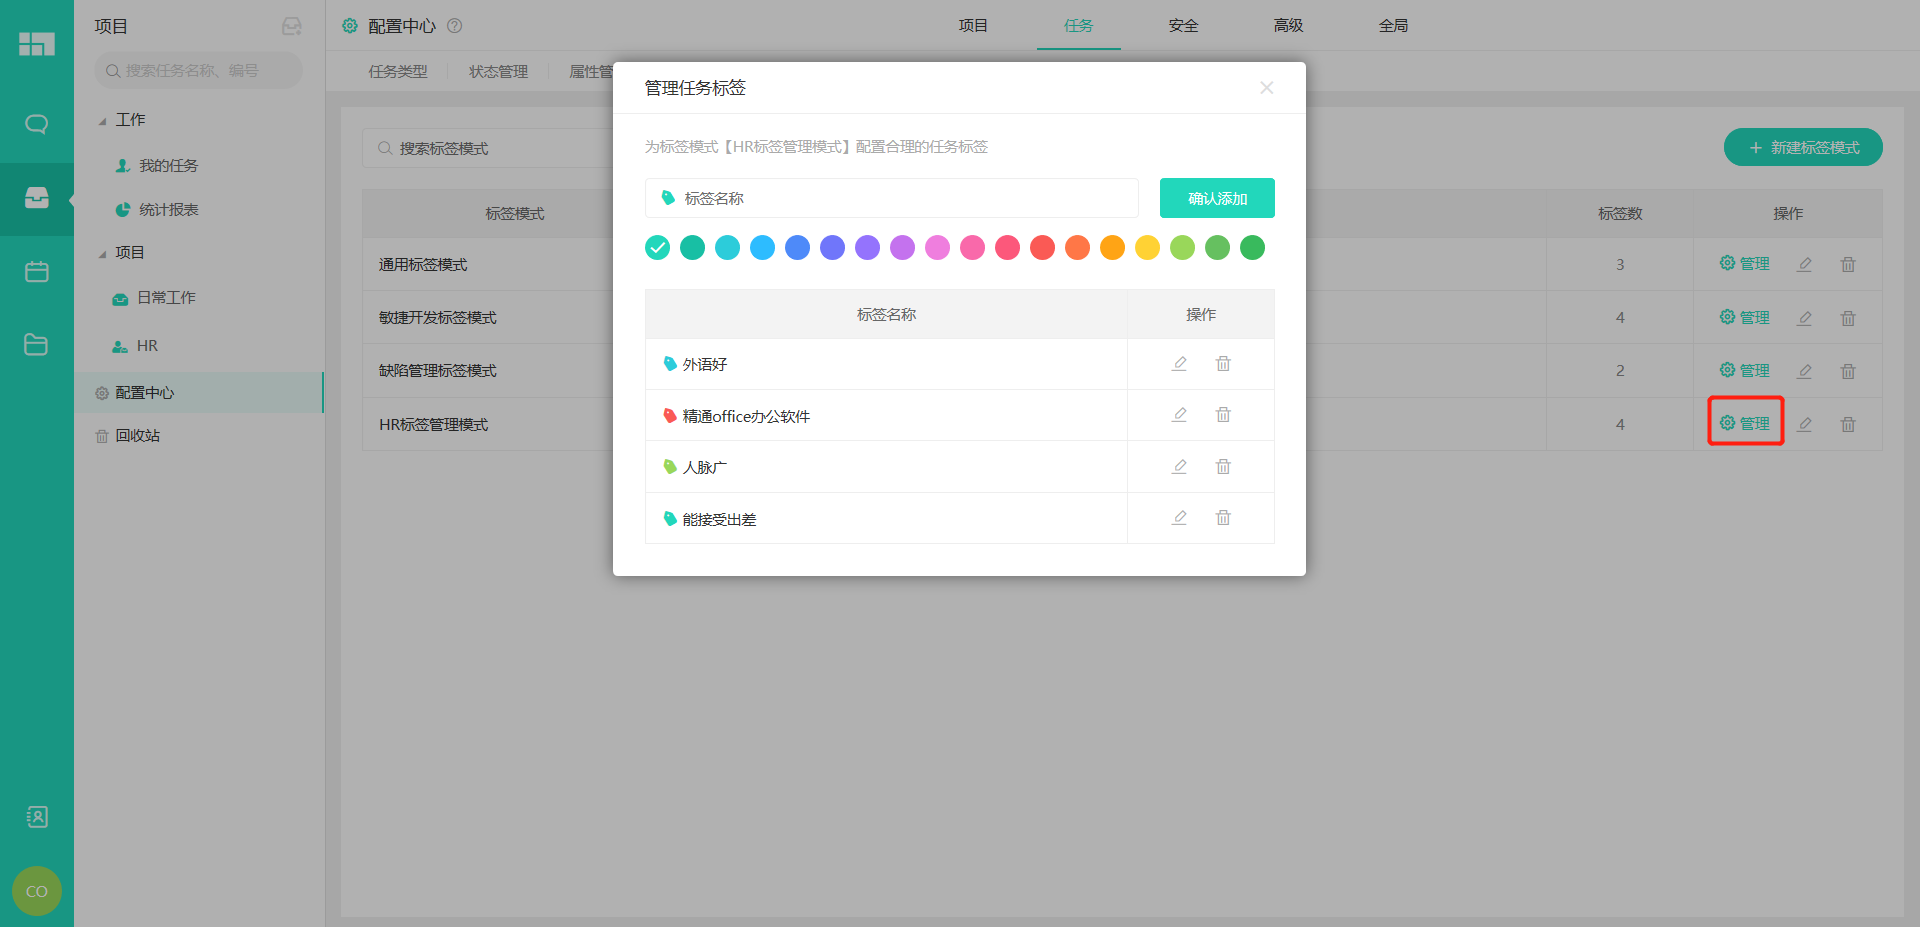 项目
搜索任务名称、编号
工作
我的任务
统计报表
项目
日常工作
HR
配置中心
回收站
CO
配置中心
项目
任务
安全
高级
全局
任务类型
状态管理
属性管
搜索标签模式
新建标签模式
标签模式
标签数
操作
通用标签模式
3
管理
敏捷开发标签模式
4
管理
缺陷管理标签模式
2
管理
HR标签管理模式
4
管理
管理任务标签
为标签模式【HR标签管理模式】配置合理的任务标签
标签名称
确认添加
标签名称
操作
外语好
精通office办公软件
人脉广
能接受出差